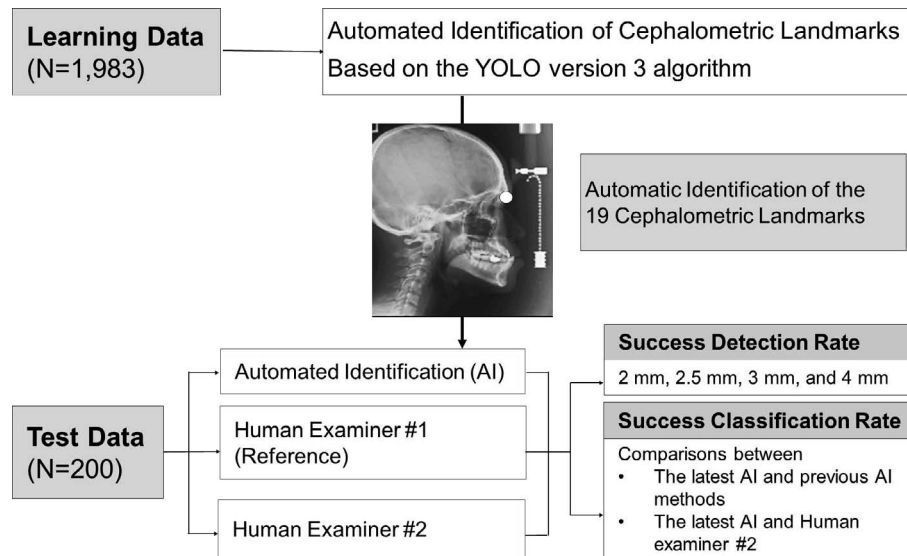 Learning Data
(N=1,983)
Automated Identification of Cephalometric Landmarks
Based on the YOLO version 3 algorithm
Automatic Identification of the
19 Cephalometric Landmarks
Test Data
(N=200)
Automated Identification (AI)
Human Examiner #1
(Reference)
Human Examiner #2
Success Detection Rate
2 mm, 2.5 mm, 3 mm, and 4 mm
Success Classification Rate
Comparisons between
• The latest AI and previous AI
methods
• The latest AI and Human
examiner #2